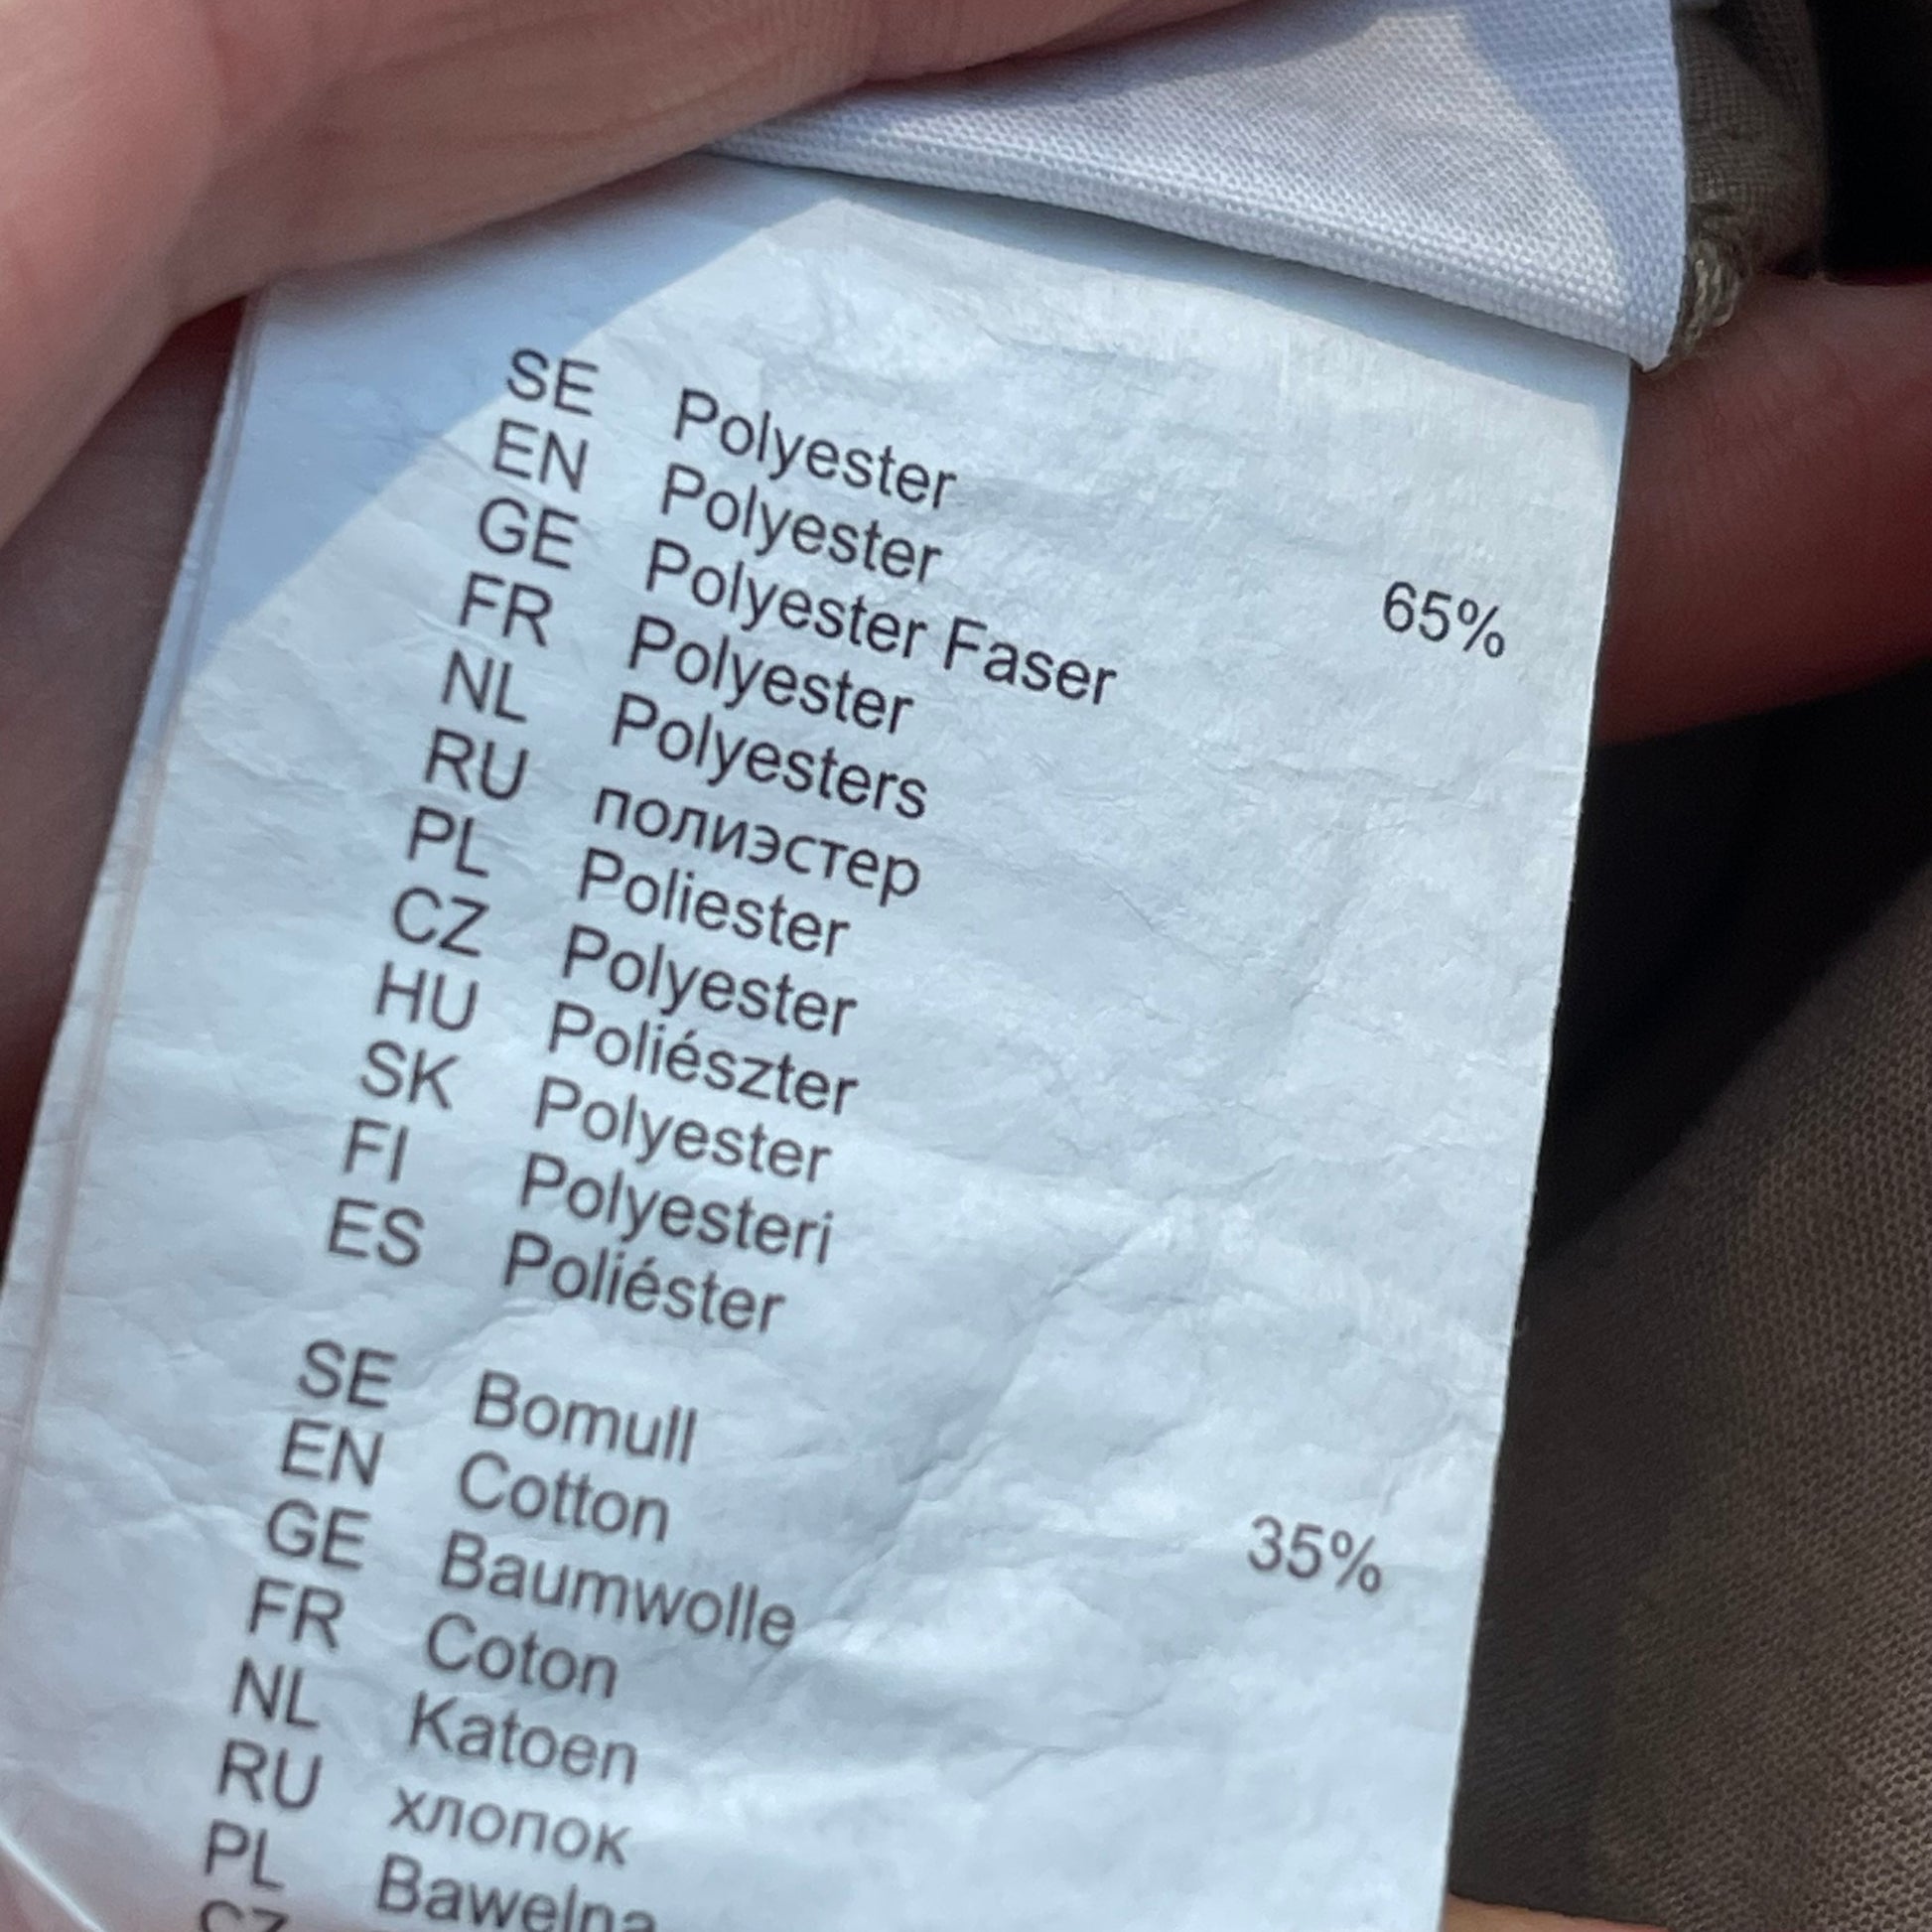 SE Polyester 65%
EN Polyester
GE Polyester Faser
FR Polyester
NL Polyesters
RU полиэстер
PL Poliester
CZ Polyester
HU Poliészter
SK Polyester
FI Polyesteri
ES Poliéster
SE Bomull 35%
EN Cotton
GE Baumwolle
FR Coton
NL Katoen
RU хлопок
PL Bawelna
CZ